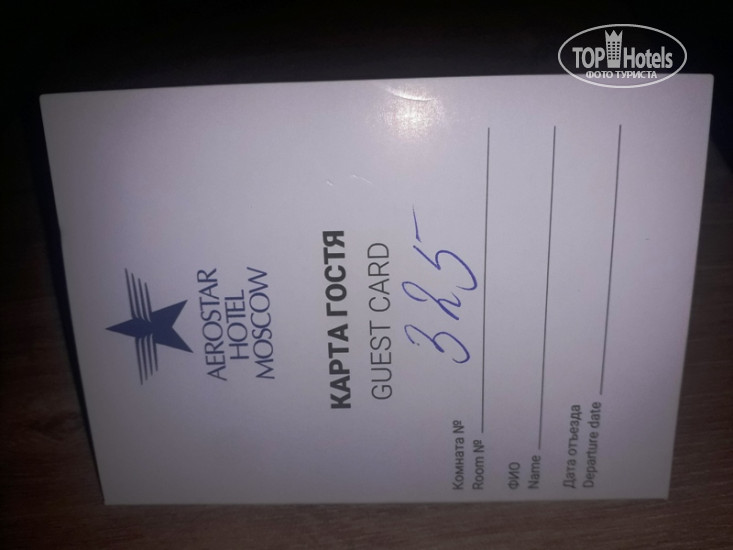 TOP Hotels
ФОТО ТУРИСТА
AEROSTAR
HOTEL
MOSCOW
КАРТА ГОСТЯ
GUEST CARD
Комната №
Room № 325
ФИО
Name
Дата отъезда
Departure date